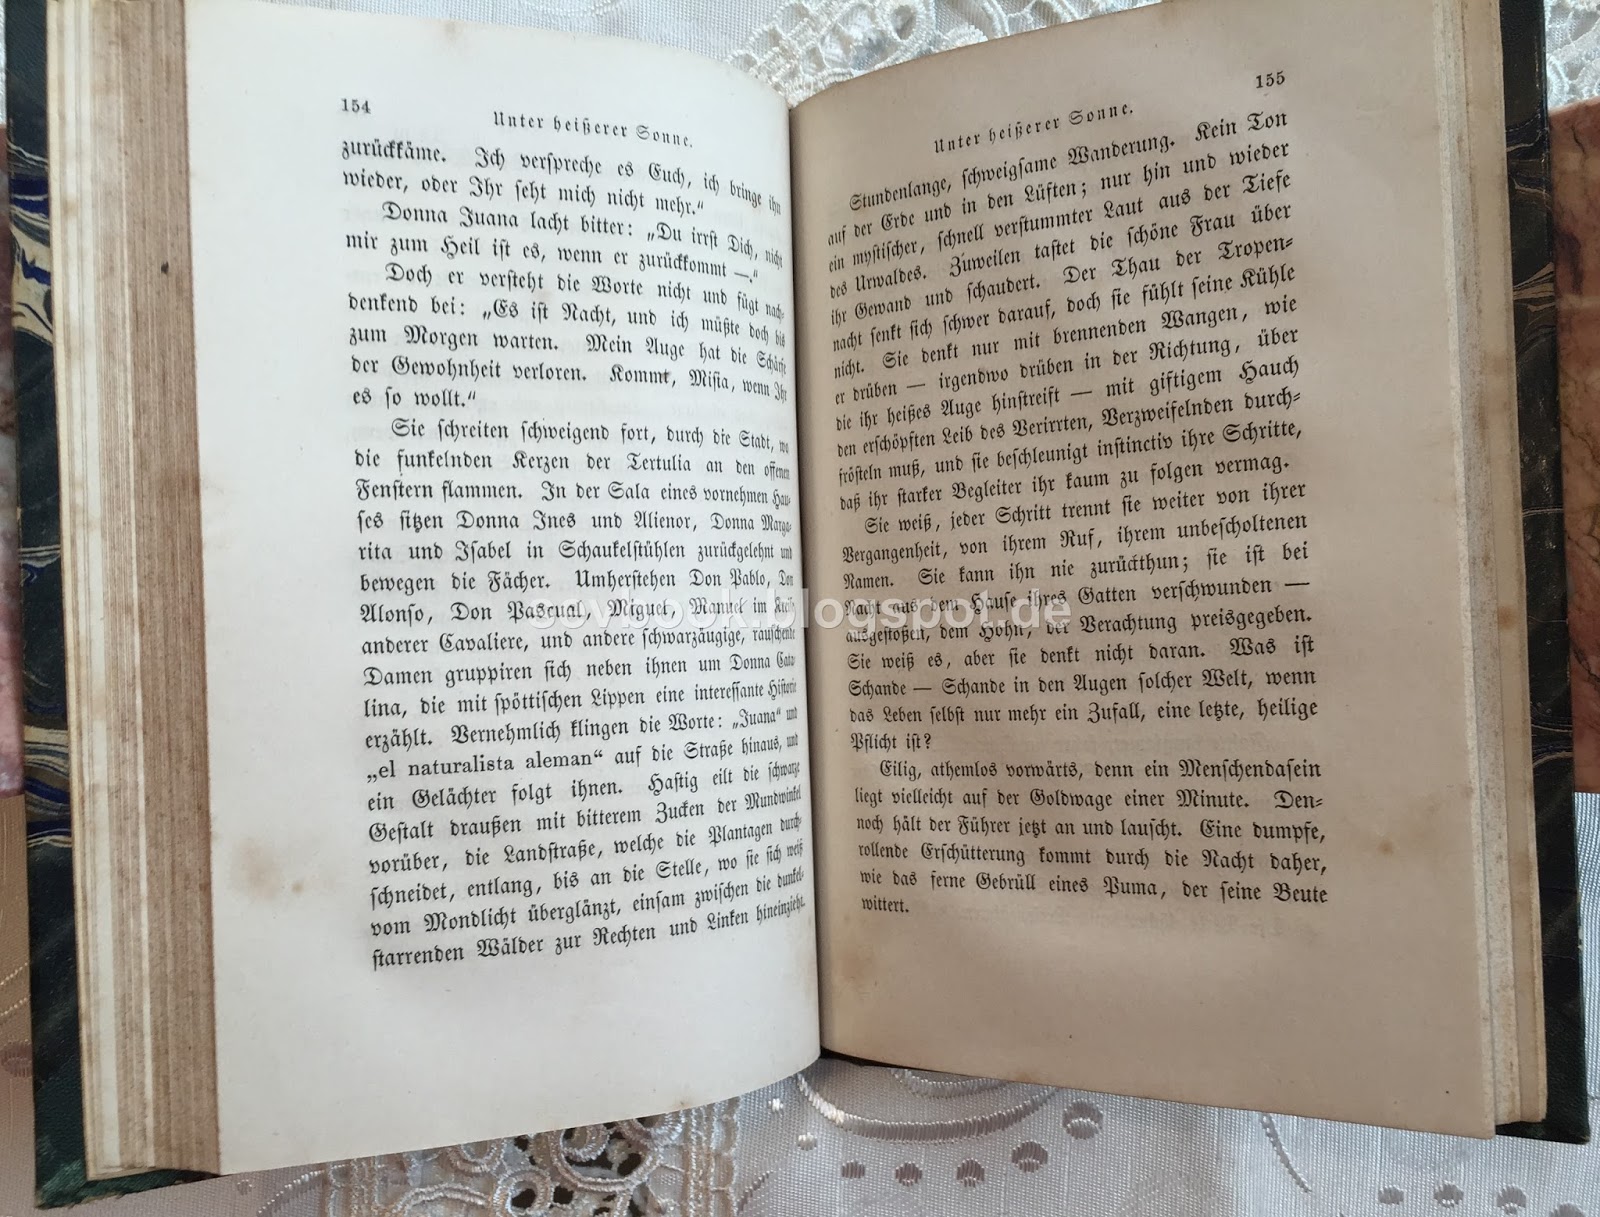 154
Unter heißerer Sonne.
zurückkäme. Ich verspreche es Euch, ich bringe ihn
wieder, oder Ihr seht mich nicht mehr.“
Donna Juana lacht bitter: „Du irrst Dich, nicht
mir zum Heil ist es, wenn er zurückkommt —.“
Doch er versteht die Worte nicht und fügt nach-
denkend bei: „Es ist Nacht, und ich müßte doch bis
zum Morgen warten. Mein Auge hat die Schärfe
der Gewohnheit verloren. Kommt, Misia, wenn Ihr
es so wollt.“
Sie schreiten schweigend fort, durch die Stadt, wo
die funkelnden Kerzen der Tertulia an den offenen
Fenstern flammen. In der Sala eines vornehmen Hau-
ses sitzen Donna Ines und Alienor, Donna Marga-
rita und Isabel in Schaukelstühlen zurückgelehnt und
bewegen die Fächer. Umherstehen Don Pablo, Don
Alonso, Don Pascual, Miguel, Manuel im Kreis
anderer Cavaliere, und andere schwarzäugige, rauschende
Damen gruppiren sich neben ihnen um Donna Cata-
lina, die mit spöttischen Lippen eine interessante Historie
erzählt. Vernehmlich klingen die Worte: „Juana“ und
„el naturalista aleman“ auf die Straße hinaus, und
ein Gelächter folgt ihnen. Hastig eilt die schwarze
Gestalt draußen mit bitterem Zucken der Mundwinkel
vorüber, die Landstraße, welche die Plantagen durch-
schneidet, entlang, bis an die Stelle, wo sie sich weiß
vom Mondlicht überglänzt, einsam zwischen die dunkel-
starrenden Wälder zur Rechten und Linken hineinzieht.
155
Unter heißerer Sonne.
Stundenlange, schweigsame Wanderung. Kein Ton
auf der Erde und in den Lüften; nur hin und wieder
ein mystischer, schnell verstummter Laut aus der Tiefe
des Urwaldes. Zuweilen tastet die schöne Frau über
ihr Gewand und schaudert. Der Thau der Tropen-
nacht senkt sich schwer darauf, doch sie fühlt seine Kühle
nicht. Sie denkt nur mit brennenden Wangen, wie
er drüben — irgendwo drüben in der Richtung, über
die ihr heißes Auge hinstreift — mit giftigem Hauch
den erschöpften Leib des Verirrten, Verzweifelnden durch-
frösteln muß, und sie beschleunigt instinctiv ihre Schritte,
daß ihr starker Begleiter ihr kaum zu folgen vermag.
Sie weiß, jeder Schritt trennt sie weiter von ihrer
Vergangenheit, von ihrem Ruf, ihrem unbescholtenen
Namen. Sie kann ihn nie zurückthun; sie ist bei
Nacht aus dem Hause ihres Gatten verschwunden —
ausgestoßen, dem Hohn, der Verachtung preisgegeben.
Sie weiß es, aber sie denkt nicht daran. Was ist
Schande — Schande in den Augen solcher Welt, wenn
das Leben selbst nur mehr ein Zufall, eine letzte, heilige
Pflicht ist?
Eilig, athemlos vorwärts, denn ein Menschendasein
liegt vielleicht auf der Goldwage einer Minute. Den-
noch hält der Führer jetzt an und lauscht. Eine dumpfe,
rollende Erschütterung kommt durch die Nacht daher,
wie das ferne Gebrüll eines Puma, der seine Beute
wittert.
sovbook.blogspot.de